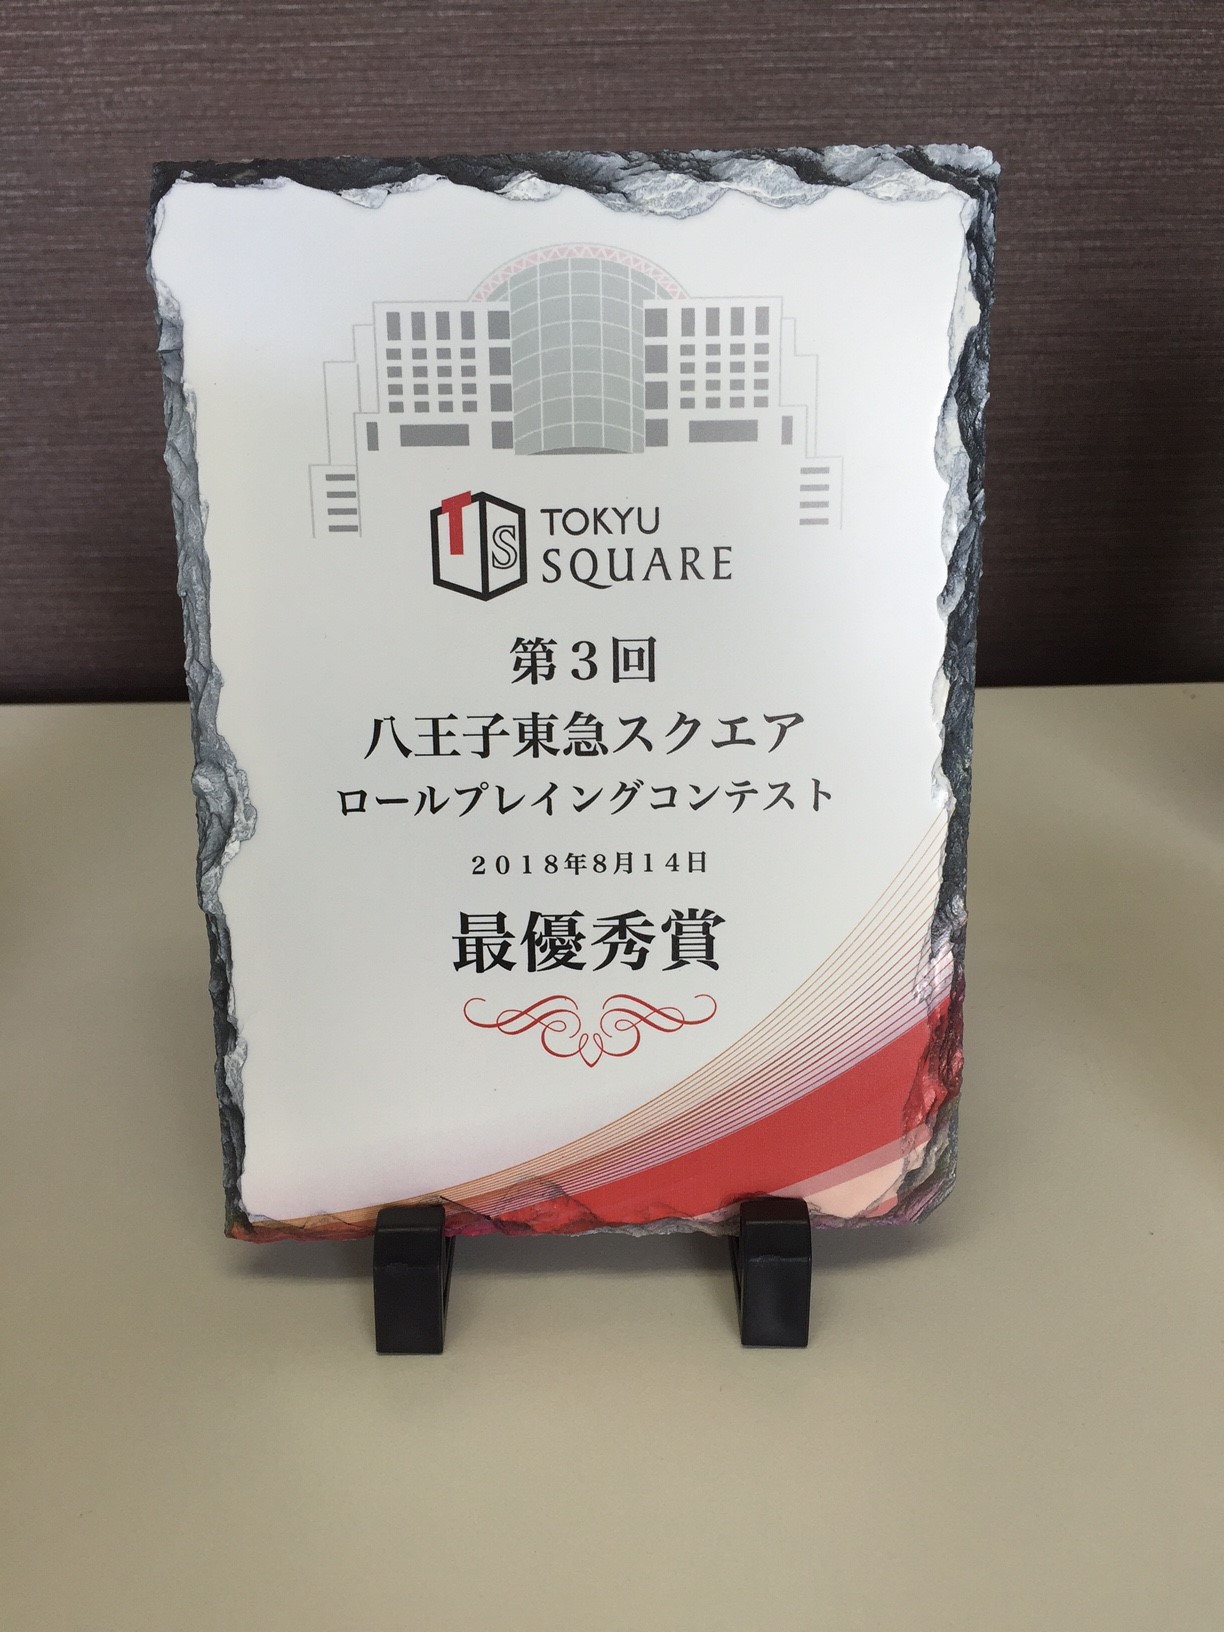 TS
TOKYU
SQUARE
第３回
八王子東急スクエア
ロールプレイングコンテスト
２０１８年８月１４日
最優秀賞